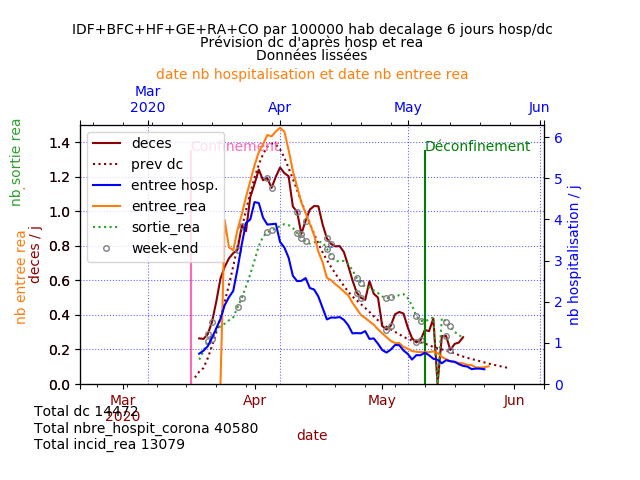 IDF+BFC+HF+GE+RA+CO par 100000 hab decalage 6 jours hosp/dc
Prévision dc d'après hosp et rea
Données lissées
date nb hospitalisation et date nb entree rea
Mar
2020
Apr
May
Jun
nb sortie rea
nb entree rea
deces / j
nb hospitalisation / j
1.4
1.2
1.0
0.8
0.6
0.4
0.2
0.0
6
5
4
3
2
1
0
Confinement
Déconfinement
deces
prev dc
entree hosp.
entree_rea
sortie_rea
week-end
Mar
2020
Apr
May
Jun
date
Total dc 14472
Total nbre_hospit_corona 40580
Total incid_rea 13079